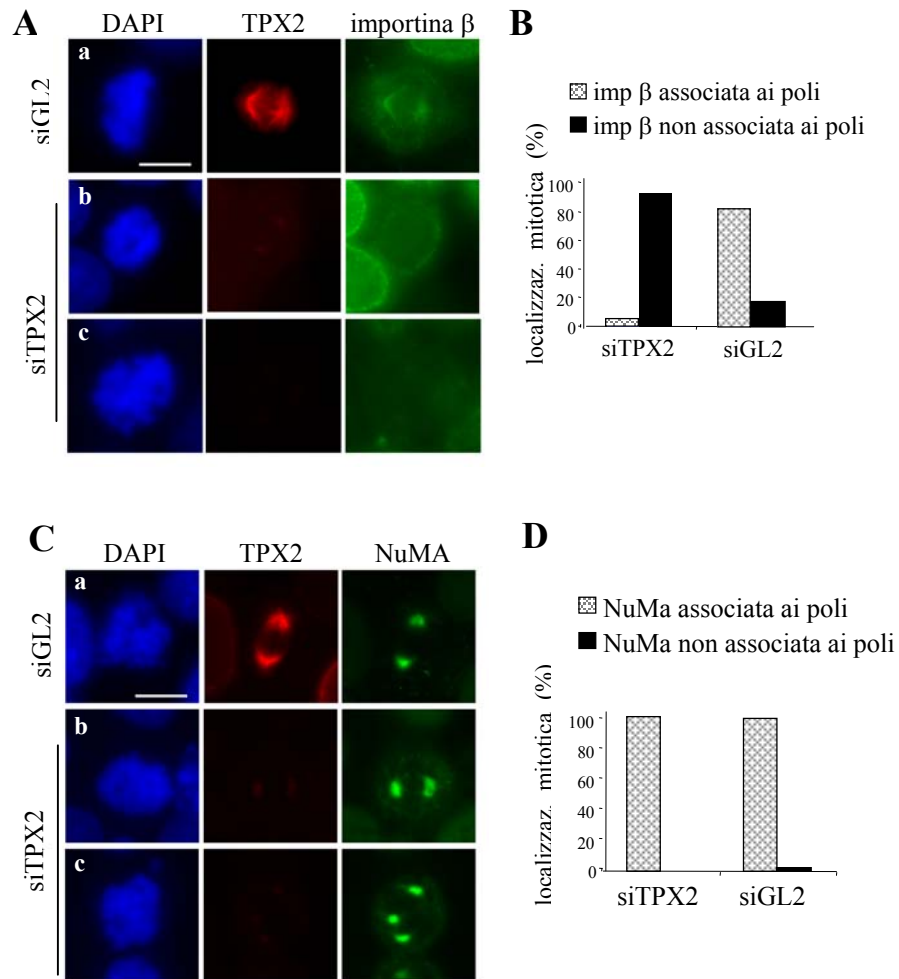 A
DAPI TPX2 importina β
siGL2
a
siTPX2
b
c
B
imp β associata ai poli
imp β non associata ai poli
localizzaz. mitotica (%)
100
80
60
40
20
0
siTPX2 siGL2
C
DAPI TPX2 NuMA
siGL2
a
siTPX2
b
c
D
NuMa associata ai poli
NuMa non associata ai poli
localizzaz. mitotica (%)
100
80
60
40
20
0
siTPX2 siGL2